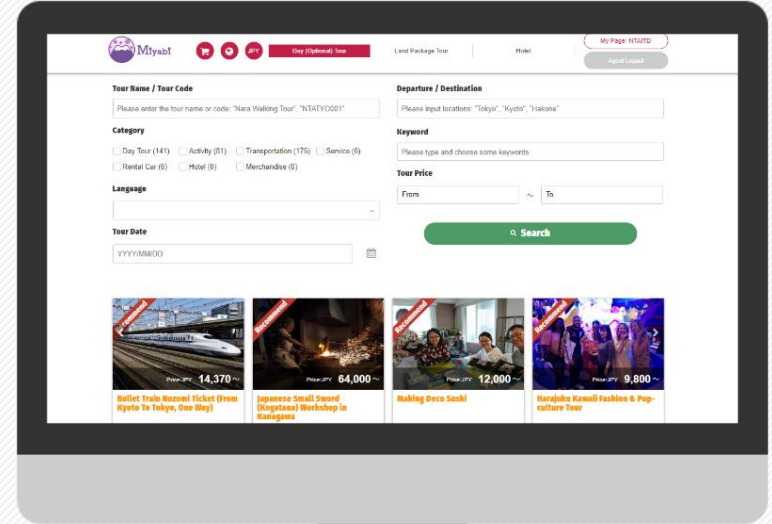 Miyabi
JPY
Day (Optional) Tour
Land Package Tour
Hotel
My Page: NTAITD
Agent Logout
Tour Name / Tour Code
Please enter the tour name or code: "Nara Walking Tour", "NTATYO001"
Category
Day Tour (141)
Activity (81)
Transportation (175)
Service (6)
Rental Car (6)
Hotel (8)
Merchandise (6)
Language
Tour Date
YYYY/MM/DD
Departure / Destination
Please Input locations: "Tokyo", "Kyoto", "Hakone"
Keyword
Please type and choose some keywords
Tour Price
From
~
To
Search
Recommend
Price:JPY 14,370~
Bullet Train Nozomi Ticket (From
Kyoto To Tokyo, One Way)
Recommend
Price:JPY 64,000~
Japanese Small Sword
(Kogatana) Workshop in
Kanagawa
Recommend
Price:JPY 12,000~
Making Deco Sushi
Recommend
Price:JPY 9,800~
Harajuku Kawaii Fashion & Pop-
culture Tour